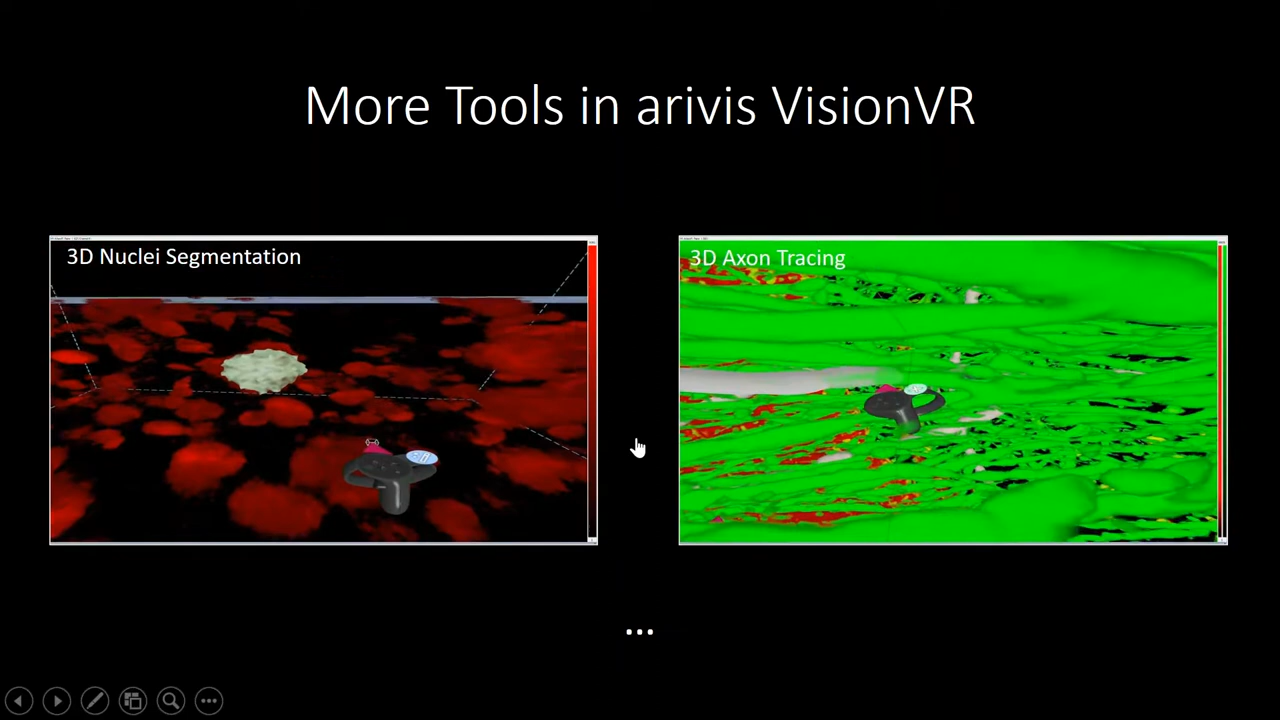 More Tools in arivis VisionVR
3D Nuclei Segmentation
3D Axon Tracing
...